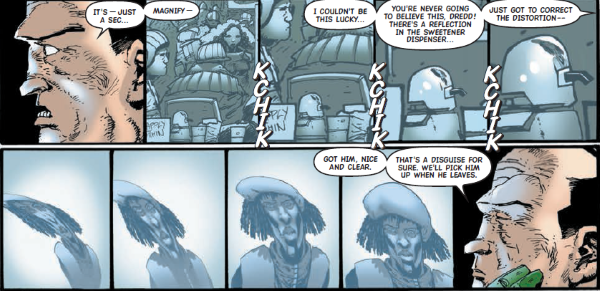 IT'S — JUST
A SEC...
MAGNIFY —
I COULDN'T BE
THIS LUCKY...
YOU'RE NEVER GOING
TO BELIEVE THIS, DREDD!
THERE'S A REFLECTION
IN THE SWEETENER
DISPENSER...
JUST GOT TO CORRECT
THE DISTORTION--
KCHIK
KCHIK
KCHIK
GOT HIM, NICE
AND CLEAR.
THAT'S A DISGUISE FOR
SURE. WE'LL PICK HIM
UP WHEN HE LEAVES.